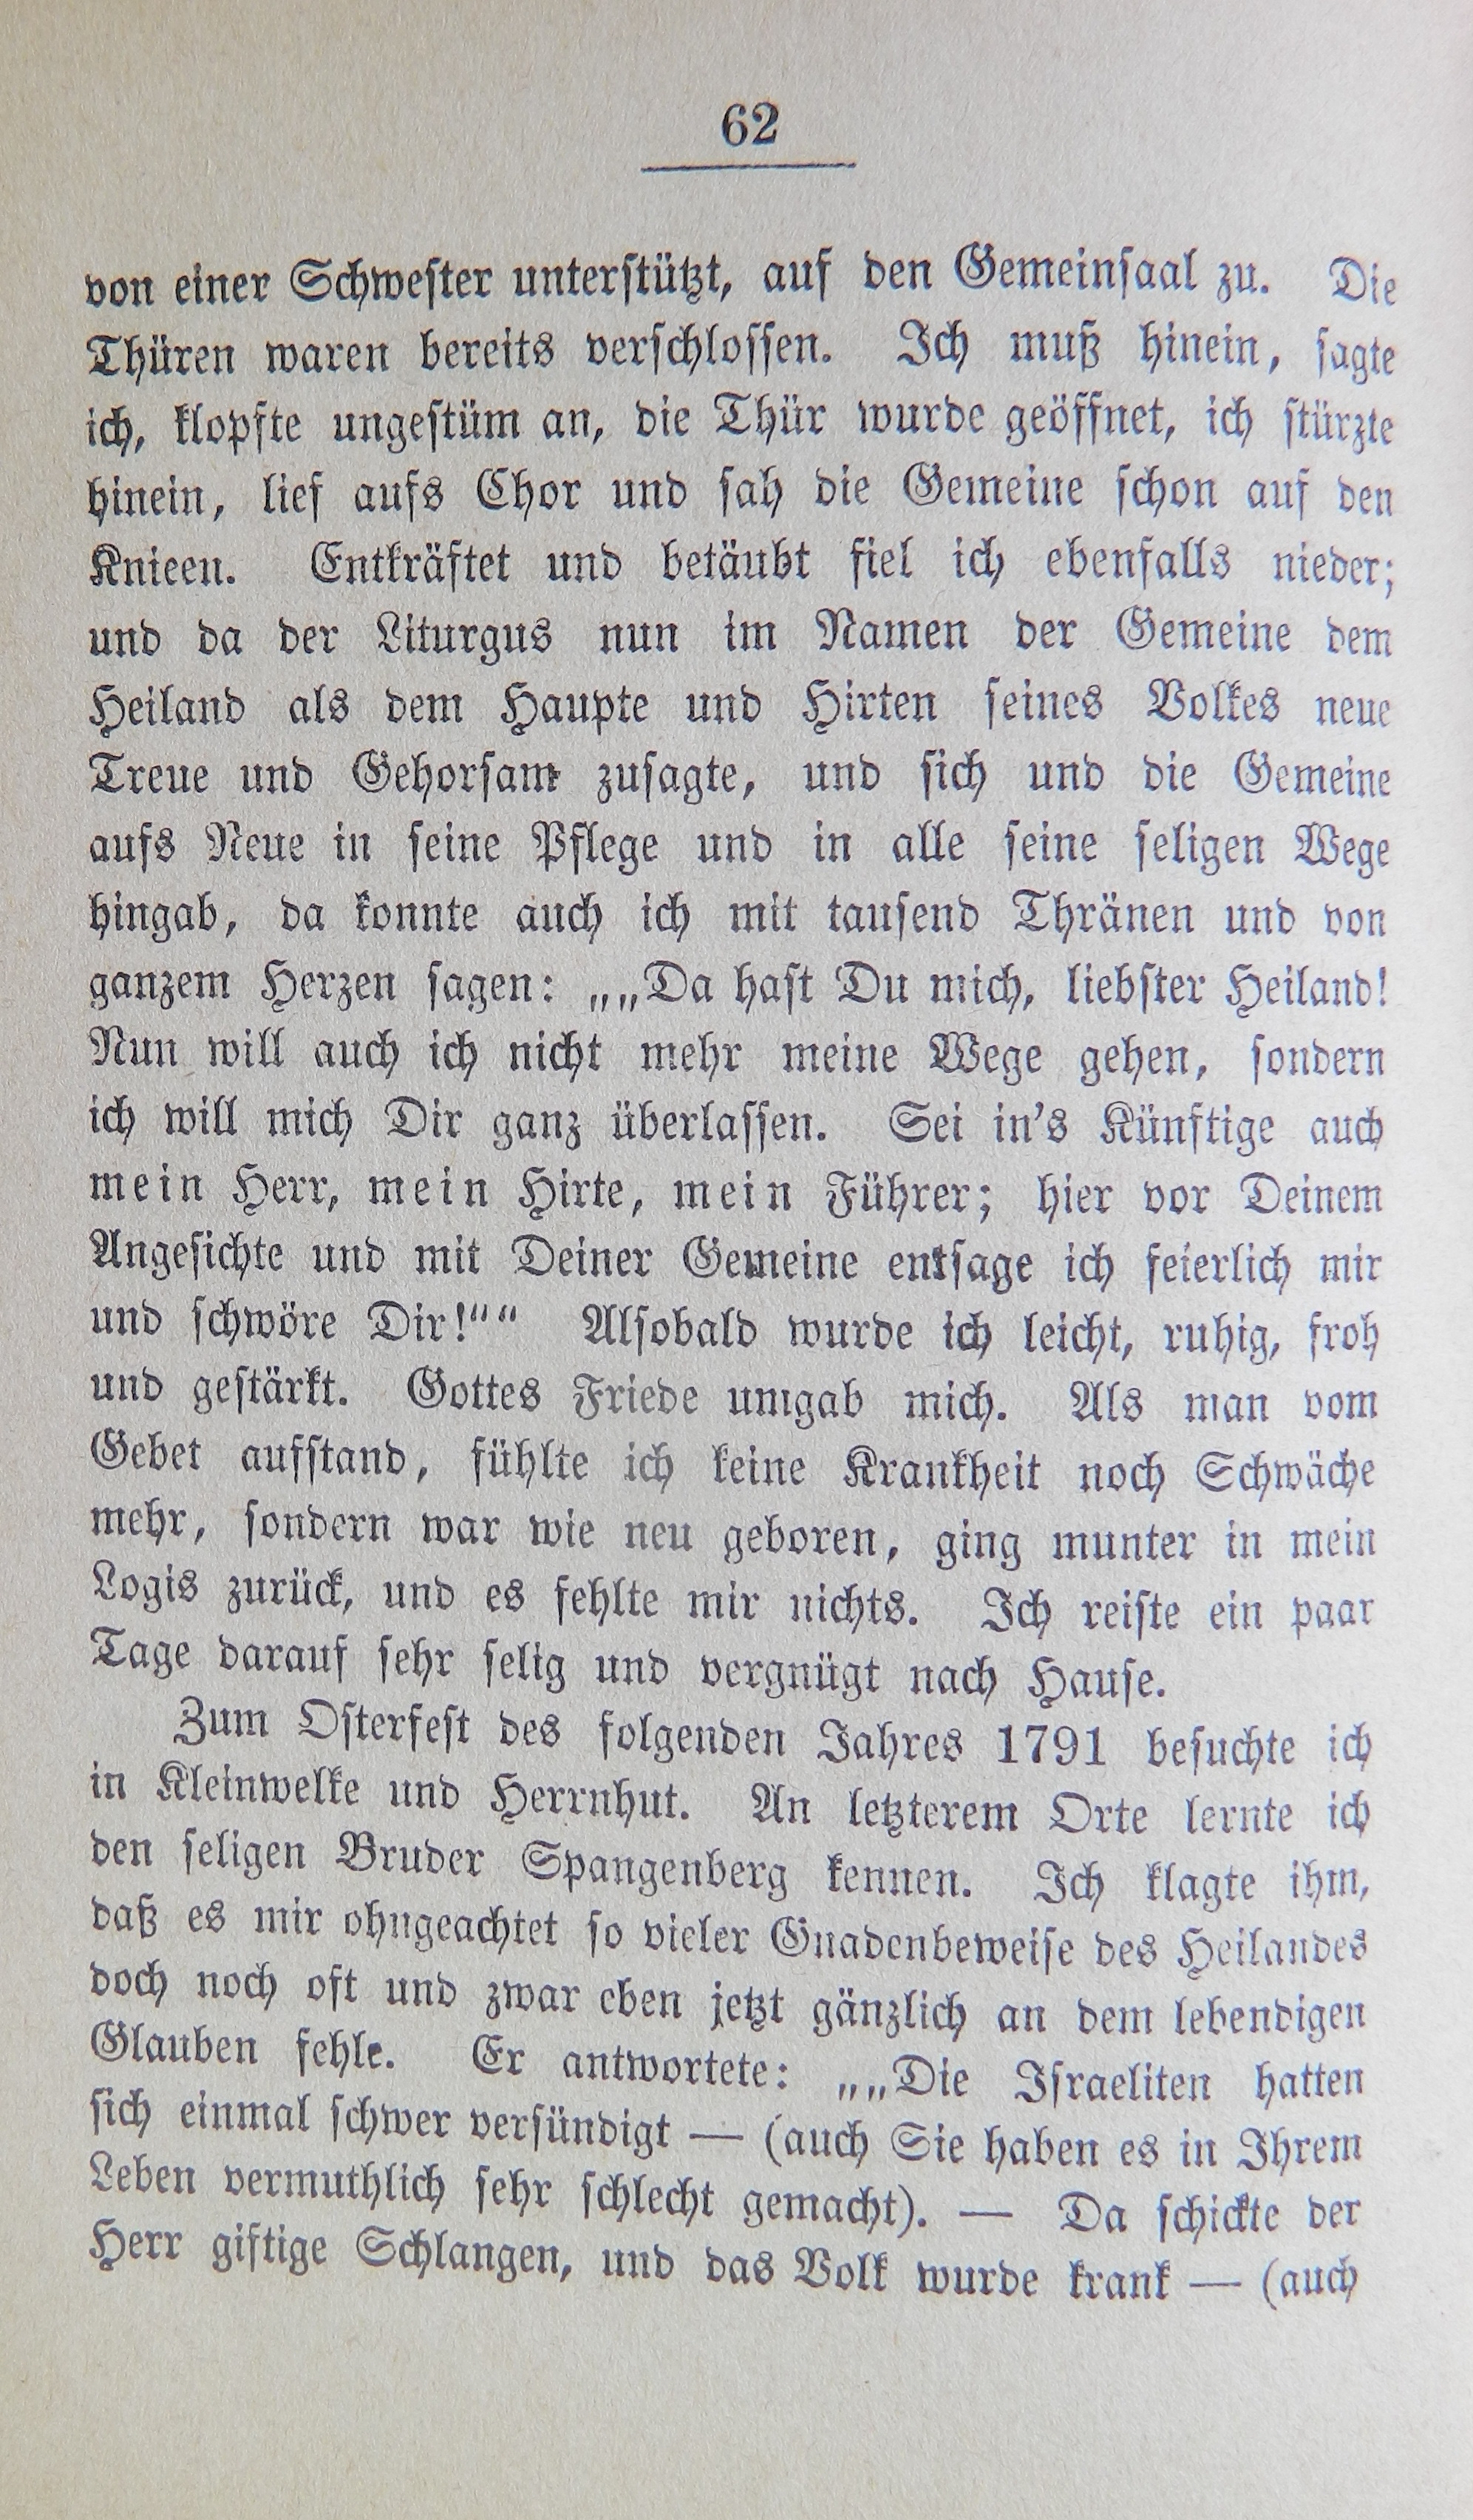 62
von einer Schwester unterstützt, auf den Gemeinsaal zu. Die
Thüren waren bereits verschlossen. Ich muß hinein, sagte
ich, klopfte ungestüm an, die Thür wurde geöffnet, ich stürzte
hinein, lief aufs Chor und sah die Gemeine schon auf den
Knieen. Entkräftet und betäubt fiel ich ebenfalls nieder;
und da der Liturgus nun im Namen der Gemeine dem
Heiland als dem Haupte und Hirten seines Volkes neue
Treue und Gehorsam zusagte, und sich und die Gemeine
aufs Neue in seine Pflege und in alle seine seligen Wege
hingab, da konnte auch ich mit tausend Thränen und von
ganzem Herzen sagen: „„Da hast Du mich, liebster Heiland!
Nun will auch ich nicht mehr meine Wege gehen, sondern
ich will mich Dir ganz überlassen. Sei in's Künftige auch
mein Herr, mein Hirte, mein Führer; hier vor Deinem
Angesichte und mit Deiner Gemeine entsage ich feierlich mir
und schwöre Dir!““ Alsobald wurde ich leicht, ruhig, froh
und gestärkt. Gottes Friede umgab mich. Als man vom
Gebet aufstand, fühlte ich keine Krankheit noch Schwäche
mehr, sondern war wie neu geboren, ging munter in mein
Logis zurück, und es fehlte mir nichts. Ich reiste ein paar
Tage darauf sehr selig und vergnügt nach Hause.
Zum Osterfest des folgenden Jahres 1791 besuchte ich
in Kleinwelke und Herrnhut. An letzterem Orte lernte ich
den seligen Bruder Spangenberg kennen. Ich klagte ihm,
daß es mir ohngeachtet so vieler Gnadenbeweise des Heilandes
doch noch oft und zwar eben jetzt gänzlich an dem lebendigen
Glauben fehle. Er antwortete: „„Die Israeliten hatten
sich einmal schwer versündigt — (auch Sie haben es in Ihrem
Leben vermuthlich sehr schlecht gemacht). — Da schickte der
Herr giftige Schlangen, und das Volk wurde krank — (auch